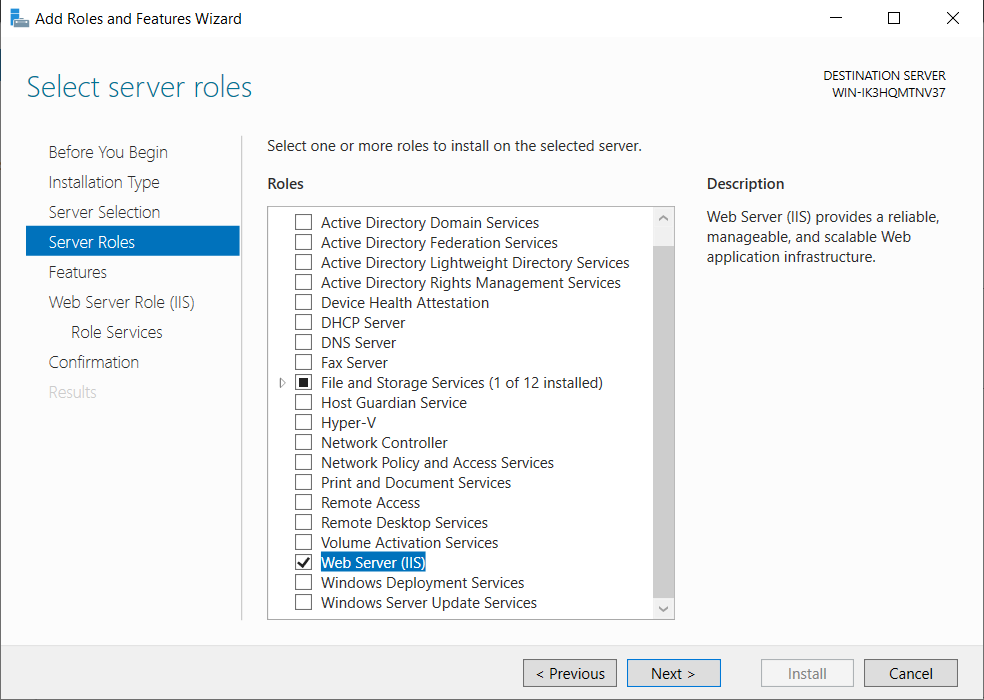 Add Roles and Features Wizard
Select server roles
DESTINATION SERVER
WIN-IK3HQMTNV37
Before You Begin
Installation Type
Server Selection
Server Roles
Features
Web Server Role (IIS)
Role Services
Confirmation
Results
Select one or more roles to install on the selected server.
Roles
Active Directory Domain Services
Active Directory Federation Services
Active Directory Lightweight Directory Services
Active Directory Rights Management Services
Device Health Attestation
DHCP Server
DNS Server
Fax Server
File and Storage Services (1 of 12 installed)
Host Guardian Service
Hyper-V
Network Controller
Network Policy and Access Services
Print and Document Services
Remote Access
Remote Desktop Services
Volume Activation Services
Web Server (IIS)
Windows Deployment Services
Windows Server Update Services
Description
Web Server (IIS) provides a reliable,
manageable, and scalable Web
application infrastructure.
< Previous
Next >
Install
Cancel